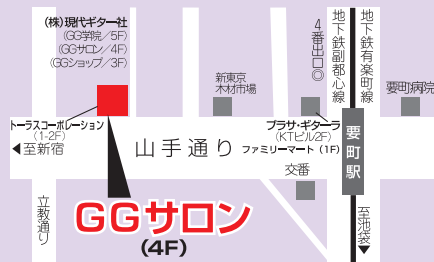 (株)現代ギター社
(GG学院／5F)
(GGサロン／4F)
(GGショップ／3F)
トーラスコーポレーション
(1-2F)
◀至新宿
山手通り
立教通り
GGサロン
(4F)
新東京
木材市場
4番出口◎
プラサ・ギターラ
(KTビル2F)
ファミリーマート(1F)
交番
地下鉄副都心線
地下鉄有楽町線
要町駅
要町病院
至池袋▼